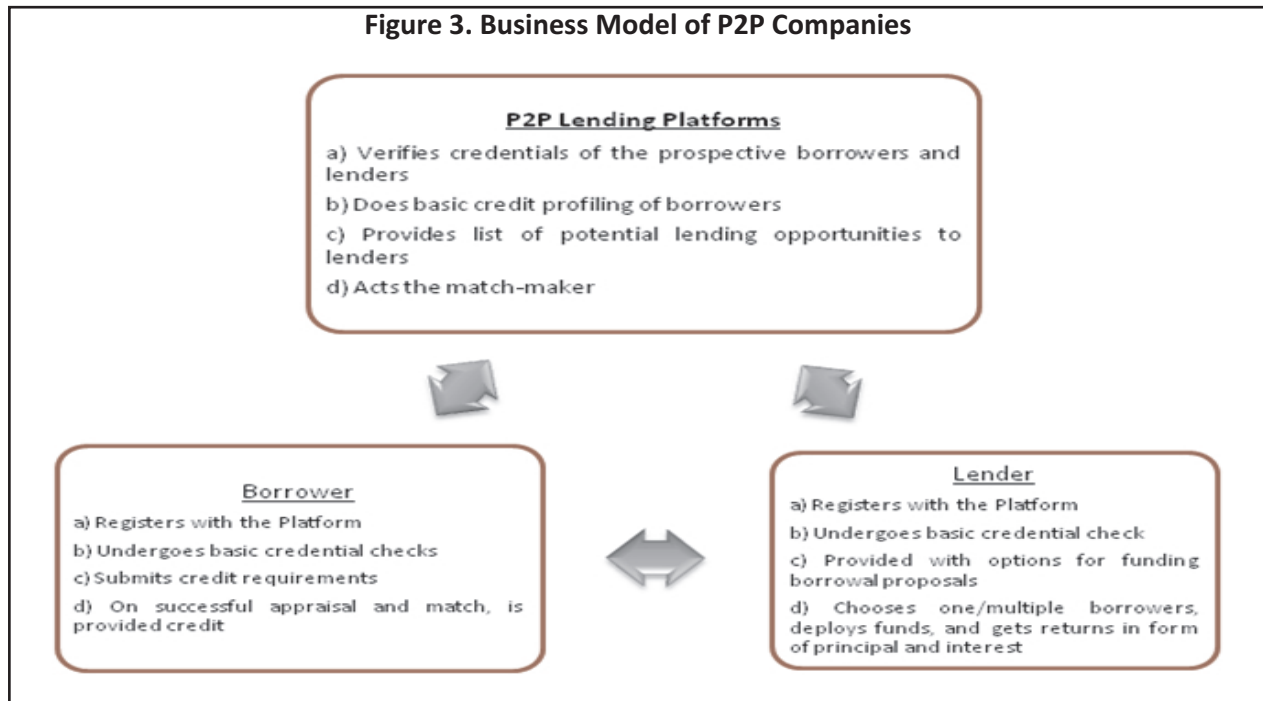 Figure 3. Business Model of P2P Companies
P2P Lending Platforms
a) Verifies credentials of the prospective borrowers and
lenders
b) Does basic credit profiling of borrowers
c) Provides list of potential lending opportunities to
lenders
d) Acts the match-maker
Borrower
a) Registers with the Platform
b) Undergoes basic credential checks
c) Submits credit requirements
d) On successful appraisal and match, is
provided credit
Lender
a) Registers with the Platform
b) Undergoes basic credential check
c) Provided with options for funding
borrowal proposals
d) Chooses one/multiple borrowers,
deploys funds, and gets returns in form
of principal and interest